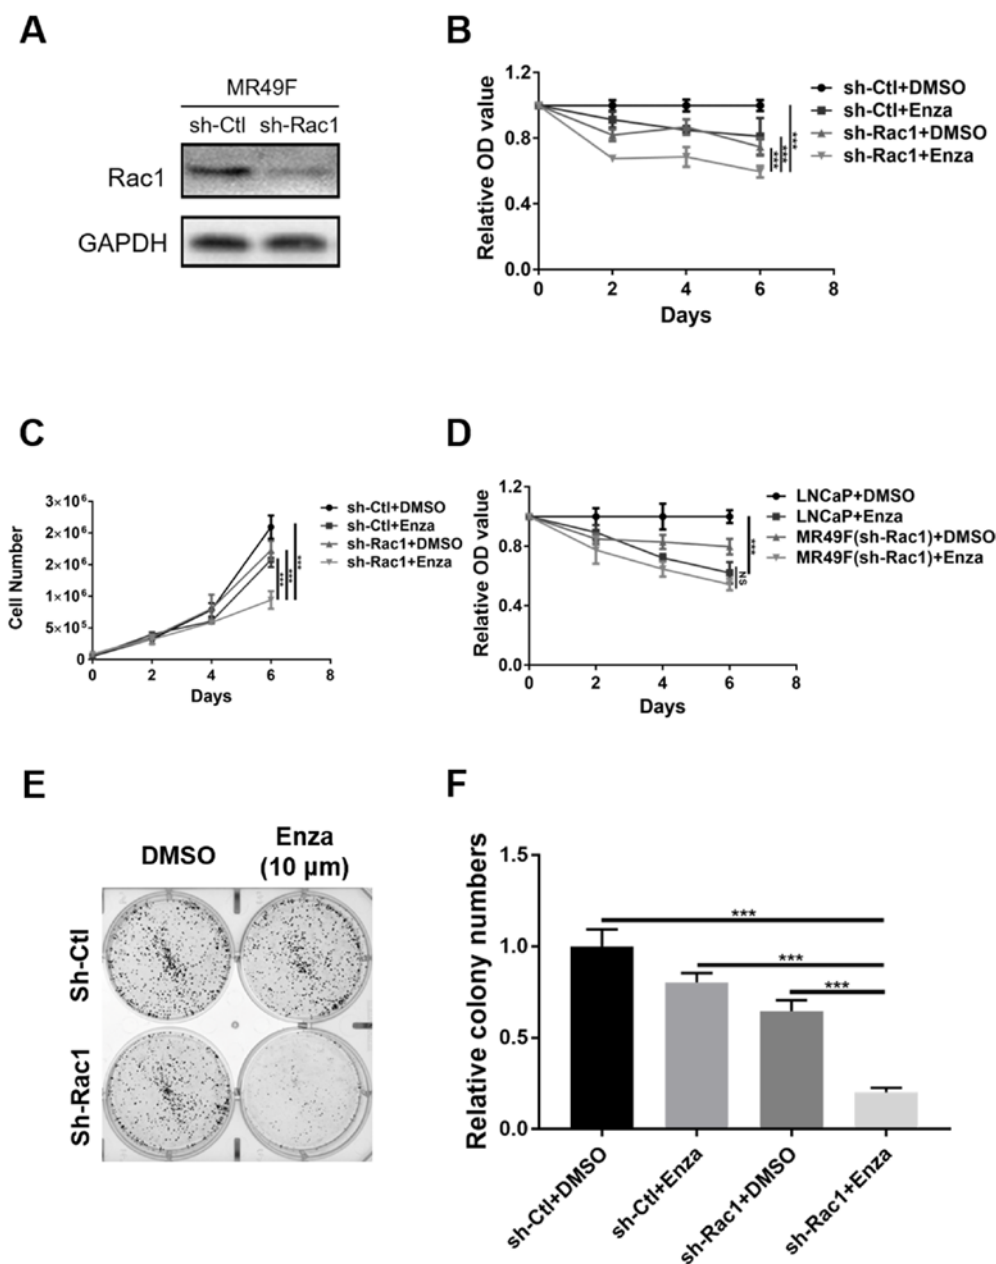 A
MR49F
sh-Ctl sh-Rac1
Rac1
GAPDH
B
Relative OD value
1.2
0.8
0.4
0.0
0 2 4 6 8
Days
sh-Ctl+DMSO
sh-Ctl+Enza
sh-Rac1+DMSO
sh-Rac1+Enza
***
***
***
C
Cell Number
3×10⁶
2×10⁶
2×10⁶
1×10⁶
5×10⁵
0
0 2 4 6 8
Days
sh-Ctl+DMSO
sh-Ctl+Enza
sh-Rac1+DMSO
sh-Rac1+Enza
***
***
***
D
Relative OD value
1.2
0.8
0.4
0.0
0 2 4 6 8
Days
LNCaP+DMSO
LNCaP+Enza
MR49F(sh-Rac1)+DMSO
MR49F(sh-Rac1)+Enza
***
NS
E
DMSO
Enza
(10 μm)
Sh-Ctl
Sh-Rac1
F
Relative colony numbers
1.5
1.0
0.5
0.0
***
***
***
sh-Ctl+DMSO
sh-Ctl+Enza
sh-Rac1+DMSO
sh-Rac1+Enza